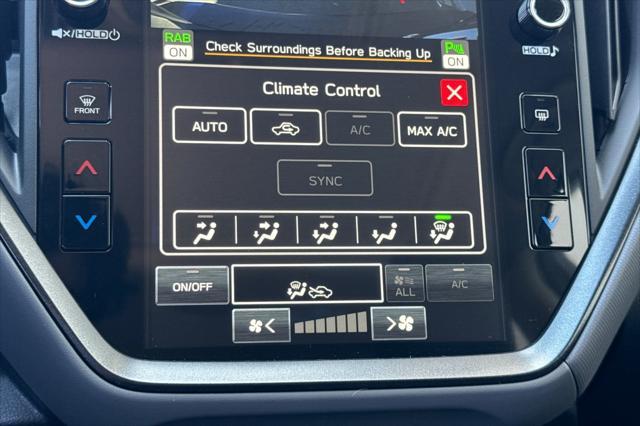 /HOLD
HOLD
RAB
ON
Check Surroundings Before Backing Up
P
ON
Climate Control
FRONT
AUTO
A/C
MAX A/C
SYNC
ON/OFF
ALL
A/C